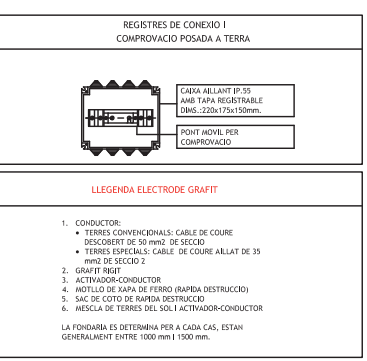 REGISTRES DE CONEXIO I
COMPROVACIO POSADA A TERRA
CAIXA AILLANT IP.55
AMB TAPA REGISTRABLE
DIMS.:220x175x150mm.
PONT MOVIL PER
COMPROVACIO
LLEGENDA ELECTRODE GRAFIT
1. CONDUCTOR:
• TERRES CONVENCIONALS: CABLE DE COURE
DESCOBERT DE 50 mm2 DE SECCIO
• TERRES ESPECIALS: CABLE DE COURE AILLAT DE 35
mm2 DE SECCIO 2
2. GRAFIT RIGIT
3. ACTIVADOR-CONDUCTOR
4. MOTLLO DE XAPA DE FERRO (RAPIDA DESTRUCCIO)
5. SAC DE COTO DE RAPIDA DESTRUCCIO
6. MESCLA DE TERRES DEL SOL I ACTIVADOR-CONDUCTOR
LA FONDARIA ES DETERMINA PER A CADA CAS, ESTAN
GENERALMENT ENTRE 1000 mm I 1500 mm.